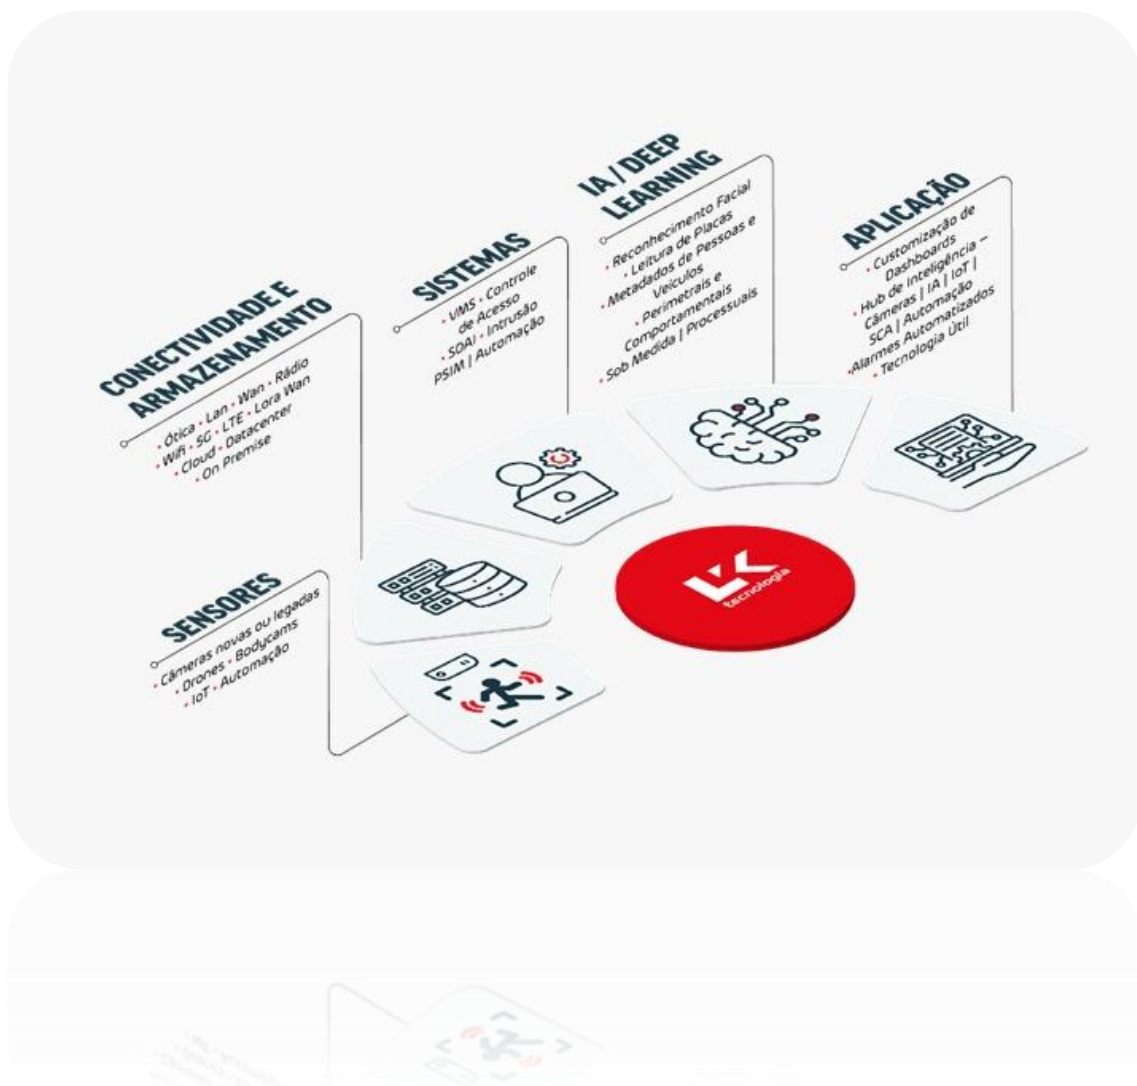 CONECTIVIDADE E
ARMAZENAMENTO
• Ótica • Lan • Wan • Rádio
• Wifi • 5G • LTE • Lora Wan
• Cloud • Datacenter
• On Premise
SISTEMAS
• VMS • Controle
de Acesso
• SDAI • Intrusão
PSIM | Automação
IA / DEEP
LEARNING
• Reconhecimento Facial
• Leitura de Placas
• Metadados de Pessoas e
Veículos
• Perimetrais e
Comportamentais
• Sob Medida | Processuais
APLICAÇÃO
• Customização de
Dashboards
• Hub de Inteligência –
Câmeras | IA | IoT |
SCA | Automação
• Alarmes Automatizados
• Tecnologia Útil
SENSORES
• Câmeras novas ou legadas
• Drones • Bodycams
• IoT • Automação
LK
tecnologia